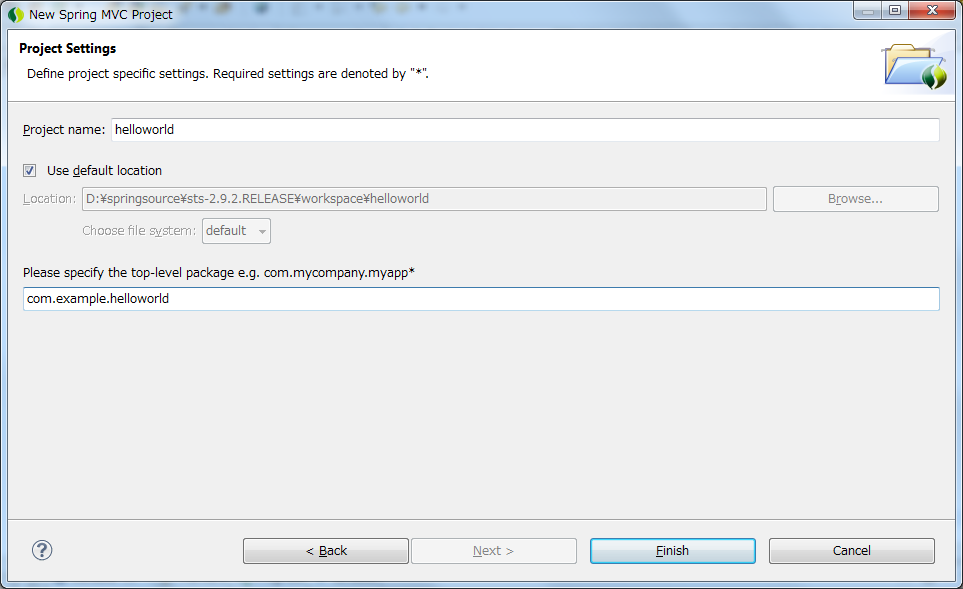 New Spring MVC Project
Project Settings
Define project specific settings. Required settings are denoted by "*".
Project name: helloworld
Use default location
Location: D:¥springsource¥sts-2.9.2.RELEASE¥workspace¥helloworld Browse...
Choose file system: default
Please specify the top-level package e.g. com.mycompany.myapp*
com.example.helloworld
? < Back Next > Finish Cancel